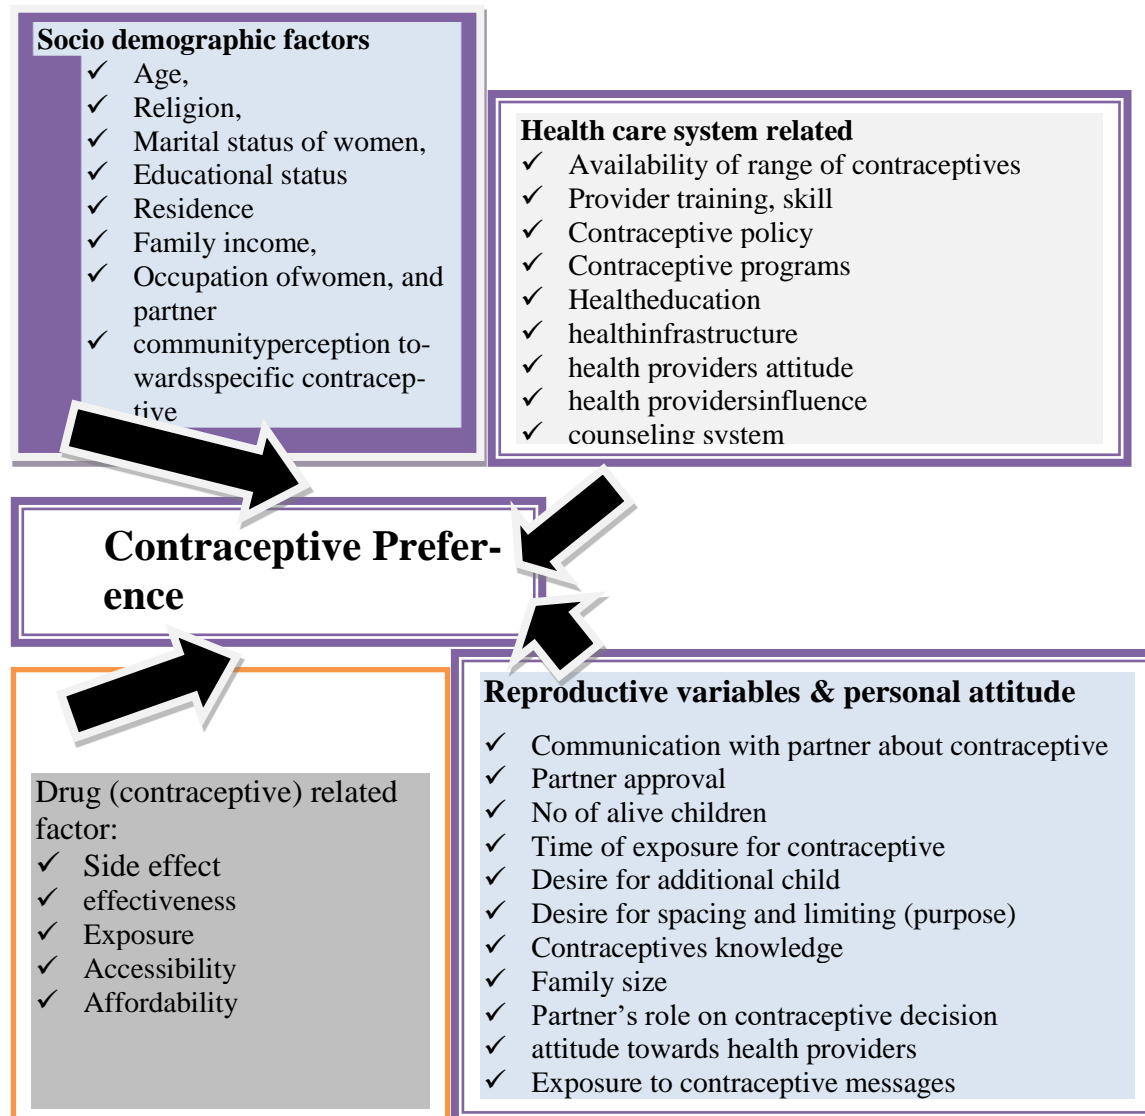 Socio demographic factors
✓ Age,
✓ Religion,
✓ Marital status of women,
✓ Educational status
✓ Residence
✓ Family income,
✓ Occupation ofwomen, and
partner
✓ communityperception to-
wardsspecific contracep-
tive
Health care system related
✓ Availability of range of contraceptives
✓ Provider training, skill
✓ Contraceptive policy
✓ Contraceptive programs
✓ Healtheducation
✓ healthinfrastructure
✓ health providers attitude
✓ health providersinfluence
✓ counseling system
Contraceptive Prefer-
ence
Drug (contraceptive) related
factor:
✓ Side effect
✓ effectiveness
✓ Exposure
✓ Accessibility
✓ Affordability
Reproductive variables & personal attitude
✓ Communication with partner about contraceptive
✓ Partner approval
✓ No of alive children
✓ Time of exposure for contraceptive
✓ Desire for additional child
✓ Desire for spacing and limiting (purpose)
✓ Contraceptives knowledge
✓ Family size
✓ Partner’s role on contraceptive decision
✓ attitude towards health providers
✓ Exposure to contraceptive messages